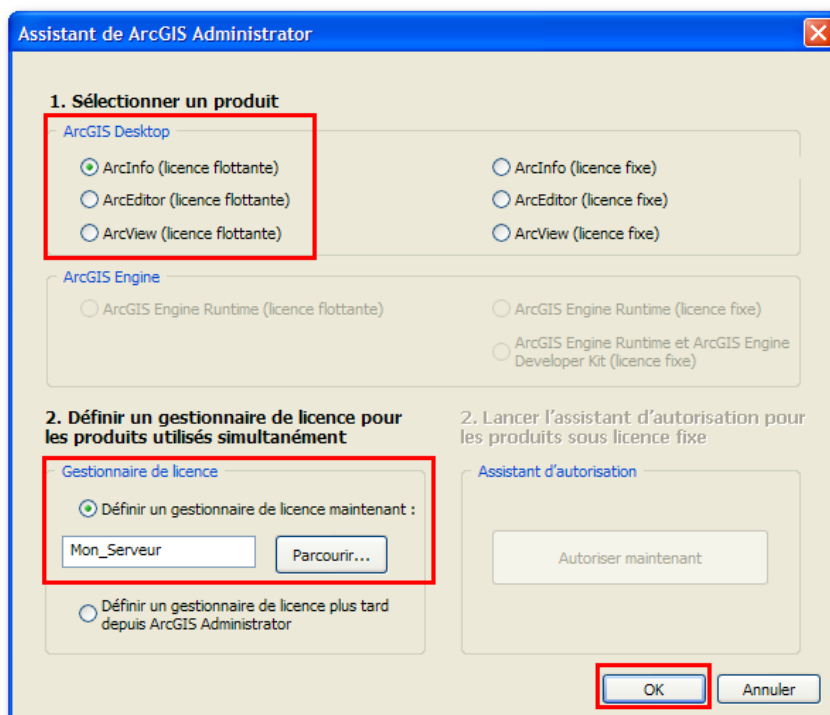 Assistant de ArcGIS Administrator
1. Sélectionner un produit
ArcGIS Desktop
ArcInfo (licence flottante)
ArcInfo (licence fixe)
ArcEditor (licence flottante)
ArcEditor (licence fixe)
ArcView (licence flottante)
ArcView (licence fixe)
ArcGIS Engine
ArcGIS Engine Runtime (licence flottante)
ArcGIS Engine Runtime (licence fixe)
ArcGIS Engine Runtime et ArcGIS Engine
Developer Kit (licence fixe)
2. Définir un gestionnaire de licence pour
les produits utilisés simultanément
Gestionnaire de licence
Définir un gestionnaire de licence maintenant :
Mon_Serveur
Parcourir...
Définir un gestionnaire de licence plus tard
depuis ArcGIS Administrator
2. Lancer l'assistant d'autorisation pour
les produits sous licence fixe
Assistant d'autorisation
Autoriser maintenant
OK
Annuler